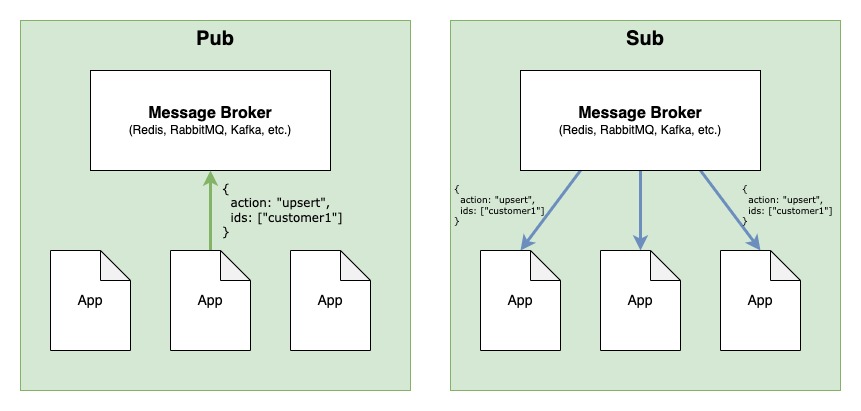 Pub
Message Broker
(Redis, RabbitMQ, Kafka, etc.)
{
action: "upsert",
ids: ["customer1"]
}
App
App
App
Sub
Message Broker
(Redis, RabbitMQ, Kafka, etc.)
{
action: "upsert",
ids: ["customer1"]
}
{
action: "upsert",
ids: ["customer1"]
}
App
App
App